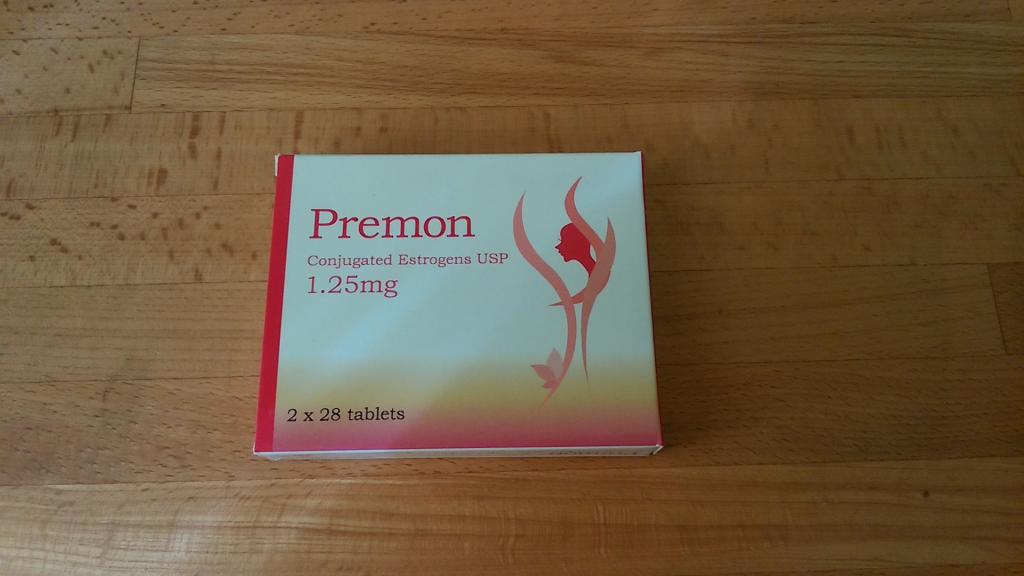 Premon
Conjugated Estrogens USP
1.25mg
2 x 28 tablets